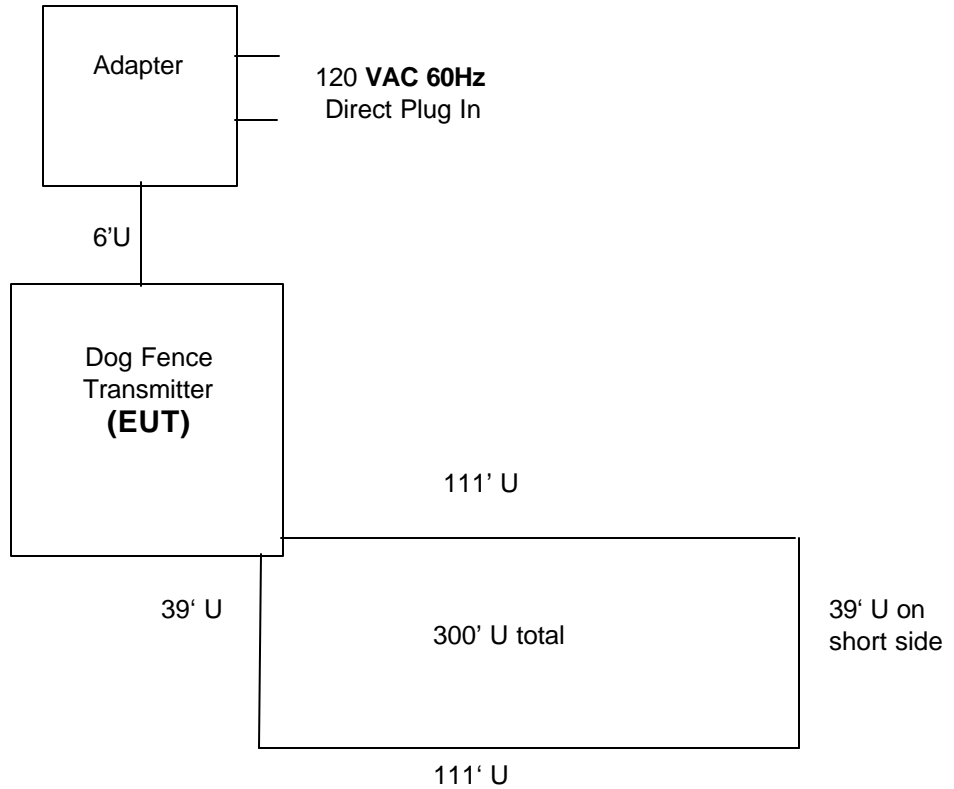 Adapter
120 VAC 60Hz
Direct Plug In
6’U
Dog Fence
Transmitter
(EUT)
111’ U
39‘ U
300’ U total
39‘ U on
short side
111‘ U